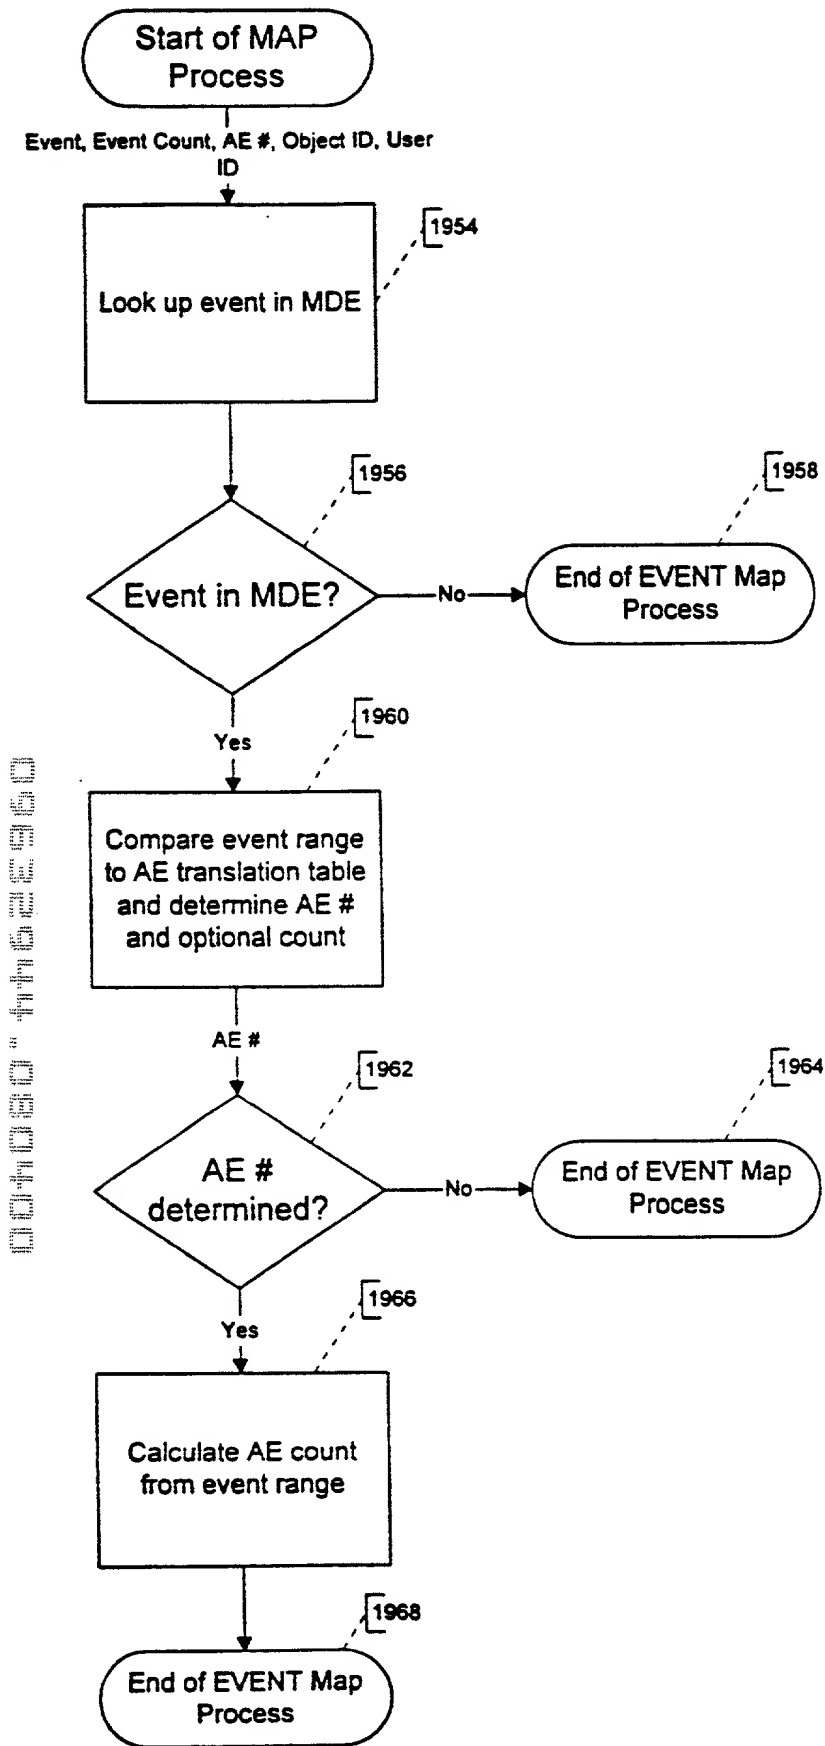 Start of MAP
Process
Event, Event Count, AE #, Object ID, User
ID
1954
Look up event in MDE
1956
1958
Event in MDE?
No
End of EVENT Map
Process
1960
Yes
Compare event range
to AE translation table
and determine AE #
and optional count
AE #
1962
1964
AE #
determined?
No
End of EVENT Map
Process
1966
Yes
Calculate AE count
from event range
1968
End of EVENT Map
Process